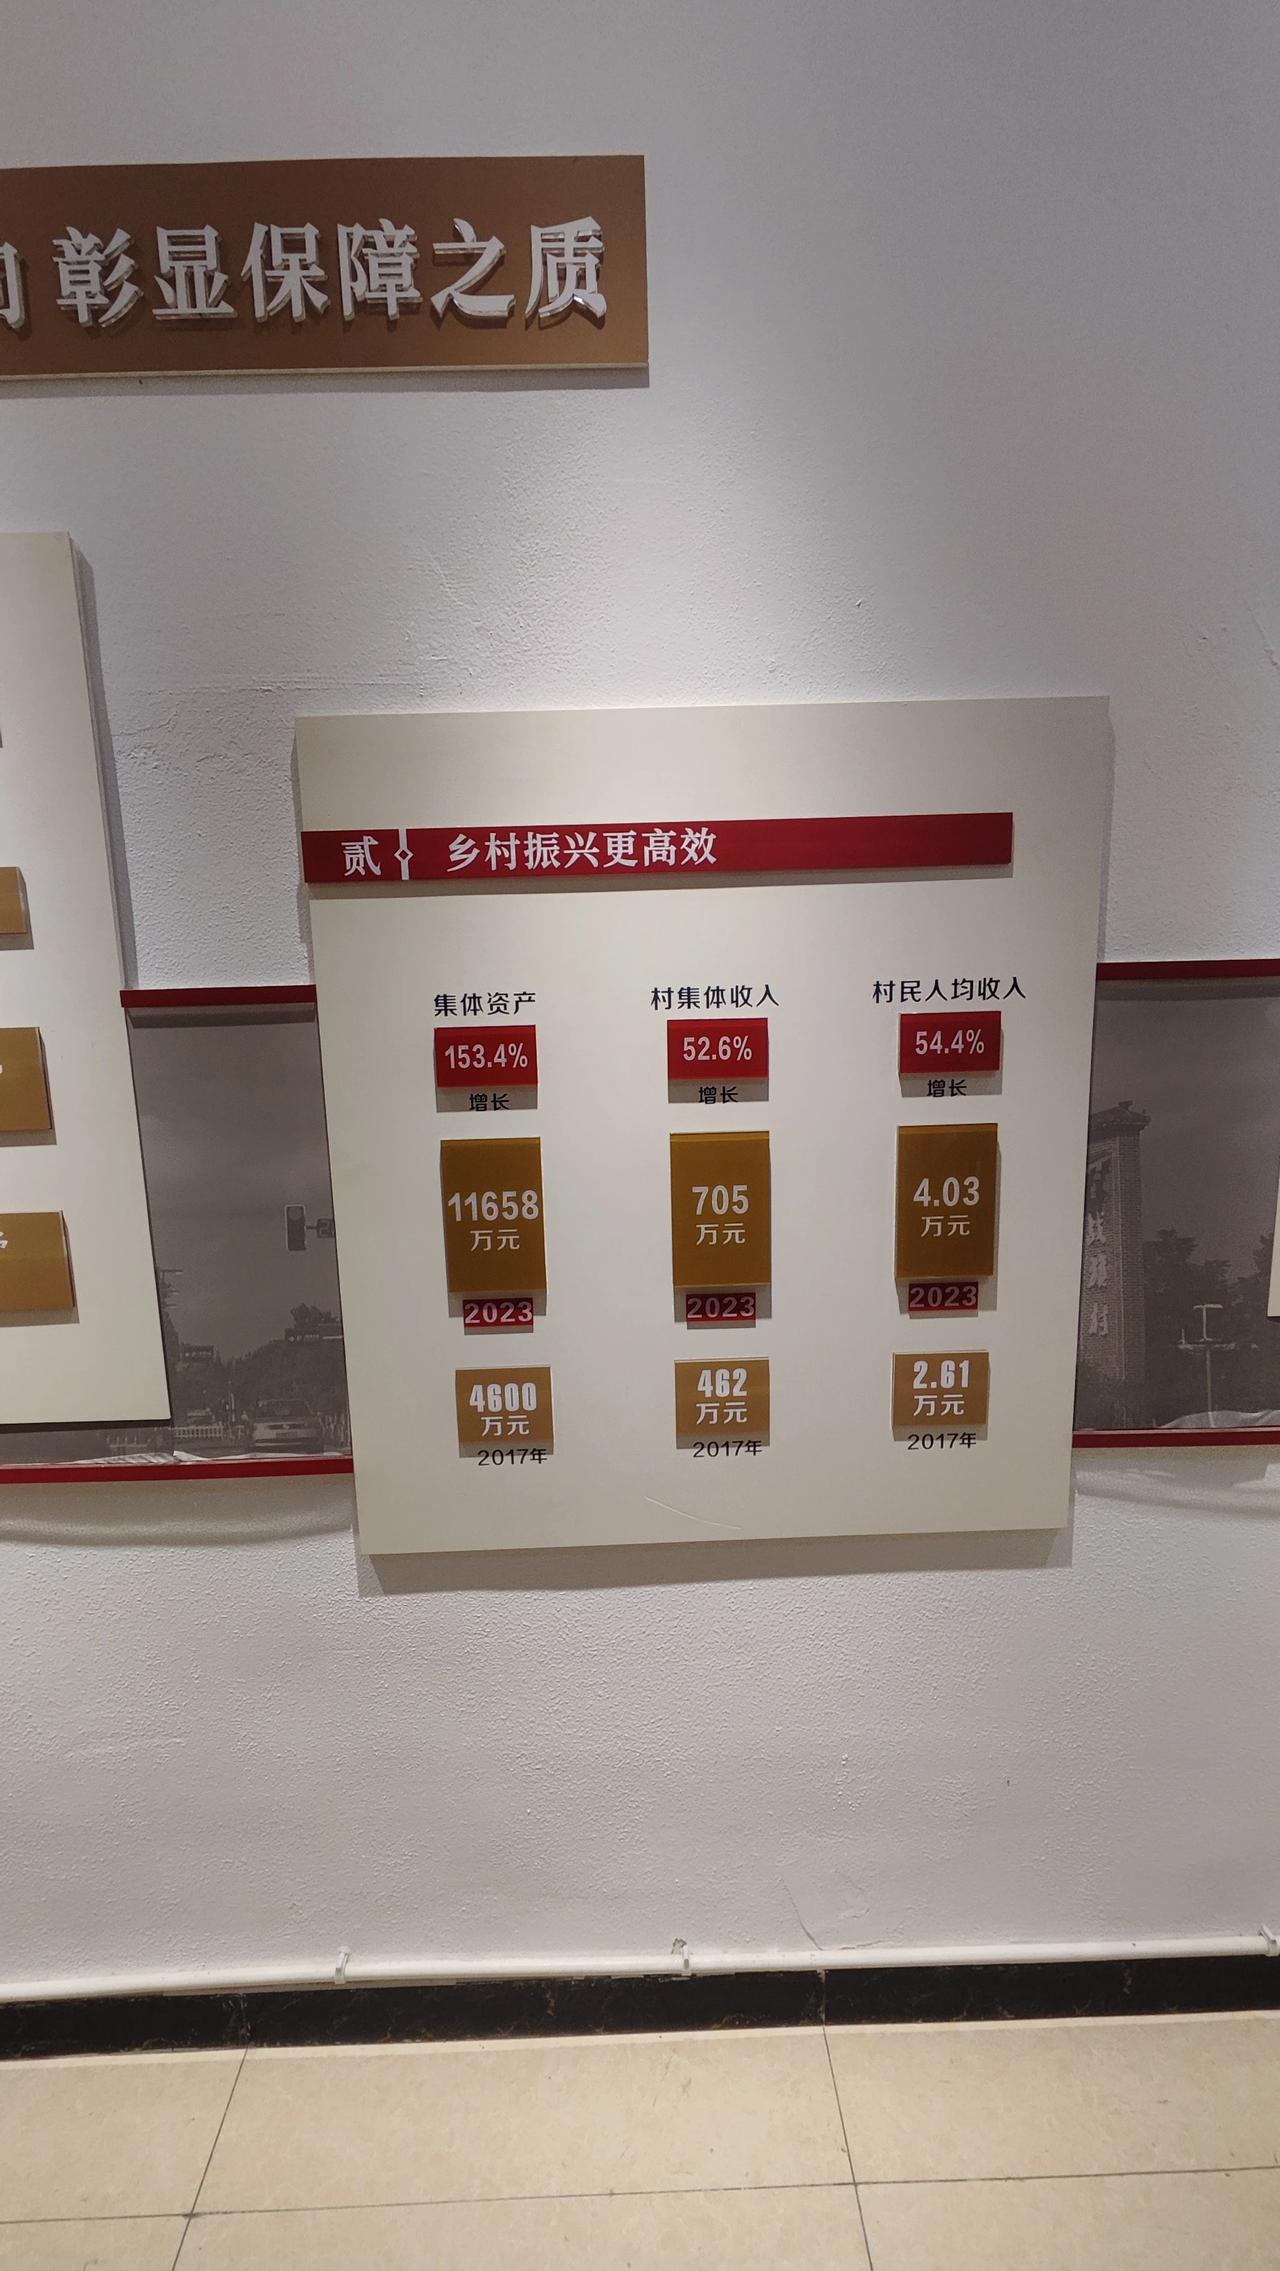 彰显保障之质
贰 乡村振兴更高效
集体资产
153.4%
增长
11658
万元
2023
4600
万元
2017年
村集体收入
52.6%
增长
705
万元
2023
462
万元
2017年
村民人均收入
54.4%
增长
4.03
万元
2023
2.61
万元
2017年